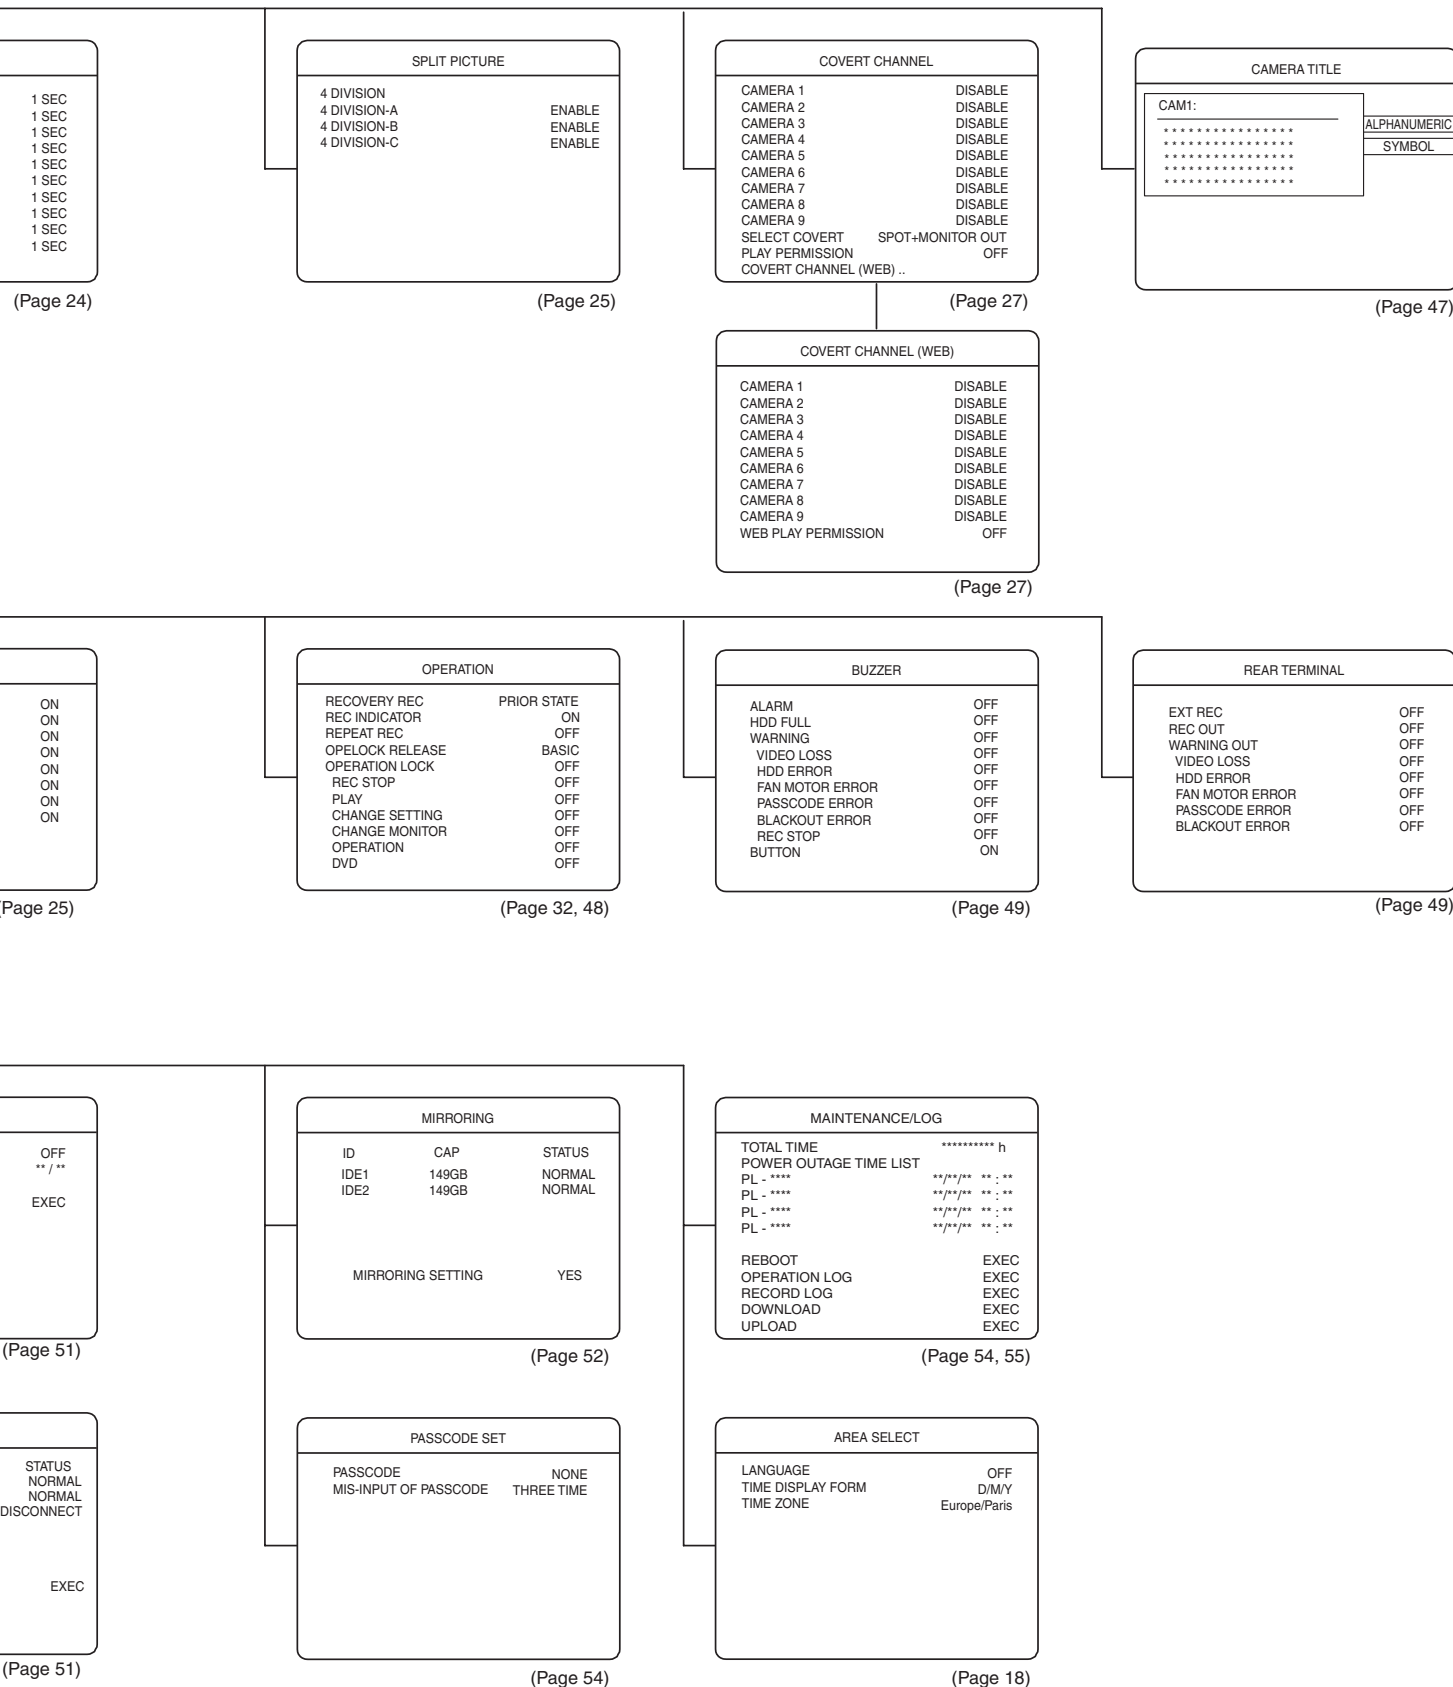 1 SEC
1 SEC
1 SEC
1 SEC
1 SEC
1 SEC
1 SEC
1 SEC
1 SEC
1 SEC
(Page 24)
SPLIT PICTURE
4 DIVISION
4 DIVISION-A ENABLE
4 DIVISION-B ENABLE
4 DIVISION-C ENABLE
(Page 25)
COVERT CHANNEL
CAMERA 1 DISABLE
CAMERA 2 DISABLE
CAMERA 3 DISABLE
CAMERA 4 DISABLE
CAMERA 5 DISABLE
CAMERA 6 DISABLE
CAMERA 7 DISABLE
CAMERA 8 DISABLE
CAMERA 9 DISABLE
SELECT COVERT SPOT+MONITOR OUT
PLAY PERMISSION OFF
COVERT CHANNEL (WEB) ..
(Page 27)
CAMERA TITLE
CAM1:
* * * * * * * * * * * * * * * *
* * * * * * * * * * * * * * * *
* * * * * * * * * * * * * * * *
* * * * * * * * * * * * * * * *
* * * * * * * * * * * * * * * *
ALPHANUMERIC
SYMBOL
(Page 47)
COVERT CHANNEL (WEB)
CAMERA 1 DISABLE
CAMERA 2 DISABLE
CAMERA 3 DISABLE
CAMERA 4 DISABLE
CAMERA 5 DISABLE
CAMERA 6 DISABLE
CAMERA 7 DISABLE
CAMERA 8 DISABLE
CAMERA 9 DISABLE
WEB PLAY PERMISSION OFF
(Page 27)
ON
ON
ON
ON
ON
ON
ON
ON
(Page 25)
OPERATION
RECOVERY REC PRIOR STATE
REC INDICATOR ON
REPEAT REC OFF
OPELOCK RELEASE BASIC
OPERATION LOCK OFF
REC STOP OFF
PLAY OFF
CHANGE SETTING OFF
CHANGE MONITOR OFF
OPERATION OFF
DVD OFF
(Page 32, 48)
BUZZER
ALARM OFF
HDD FULL OFF
WARNING OFF
VIDEO LOSS OFF
HDD ERROR OFF
FAN MOTOR ERROR OFF
PASSCODE ERROR OFF
BLACKOUT ERROR OFF
REC STOP OFF
BUTTON ON
(Page 49)
REAR TERMINAL
EXT REC OFF
REC OUT OFF
WARNING OUT OFF
VIDEO LOSS OFF
HDD ERROR OFF
FAN MOTOR ERROR OFF
PASSCODE ERROR OFF
BLACKOUT ERROR OFF
(Page 49)
OFF
** / **
EXEC
(Page 51)
MIRRORING
ID CAP STATUS
IDE1 149GB NORMAL
IDE2 149GB NORMAL
MIRRORING SETTING YES
(Page 52)
MAINTENANCE/LOG
TOTAL TIME ********** h
POWER OUTAGE TIME LIST
PL - **** **/**/** ** : **
PL - **** **/**/** ** : **
PL - **** **/**/** ** : **
PL - **** **/**/** ** : **
REBOOT EXEC
OPERATION LOG EXEC
RECORD LOG EXEC
DOWNLOAD EXEC
UPLOAD EXEC
(Page 54, 55)
STATUS
NORMAL
NORMAL
DISCONNECT
EXEC
(Page 51)
PASSCODE SET
PASSCODE NONE
MIS-INPUT OF PASSCODE THREE TIME
(Page 54)
AREA SELECT
LANGUAGE OFF
TIME DISPLAY FORM D/M/Y
TIME ZONE Europe/Paris
(Page 18)